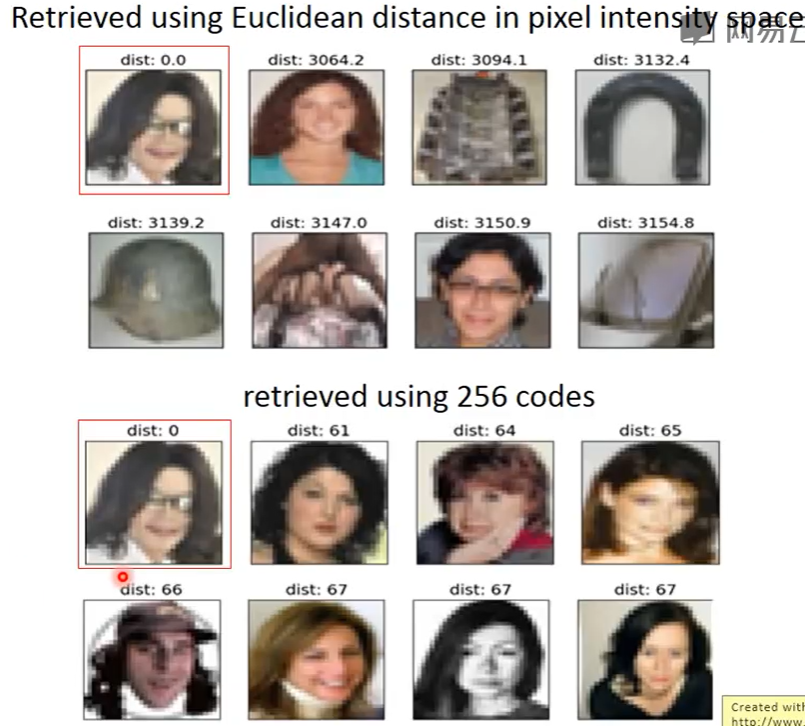 Retrieved using Euclidean distance in pixel intensity space
网易云
dist: 0.0 dist: 3064.2 dist: 3094.1 dist: 3132.4
dist: 3139.2 dist: 3147.0 dist: 3150.9 dist: 3154.8
retrieved using 256 codes
dist: 0 dist: 61 dist: 64 dist: 65
dist: 66 dist: 67 dist: 67 dist: 67
Created with
http://www.